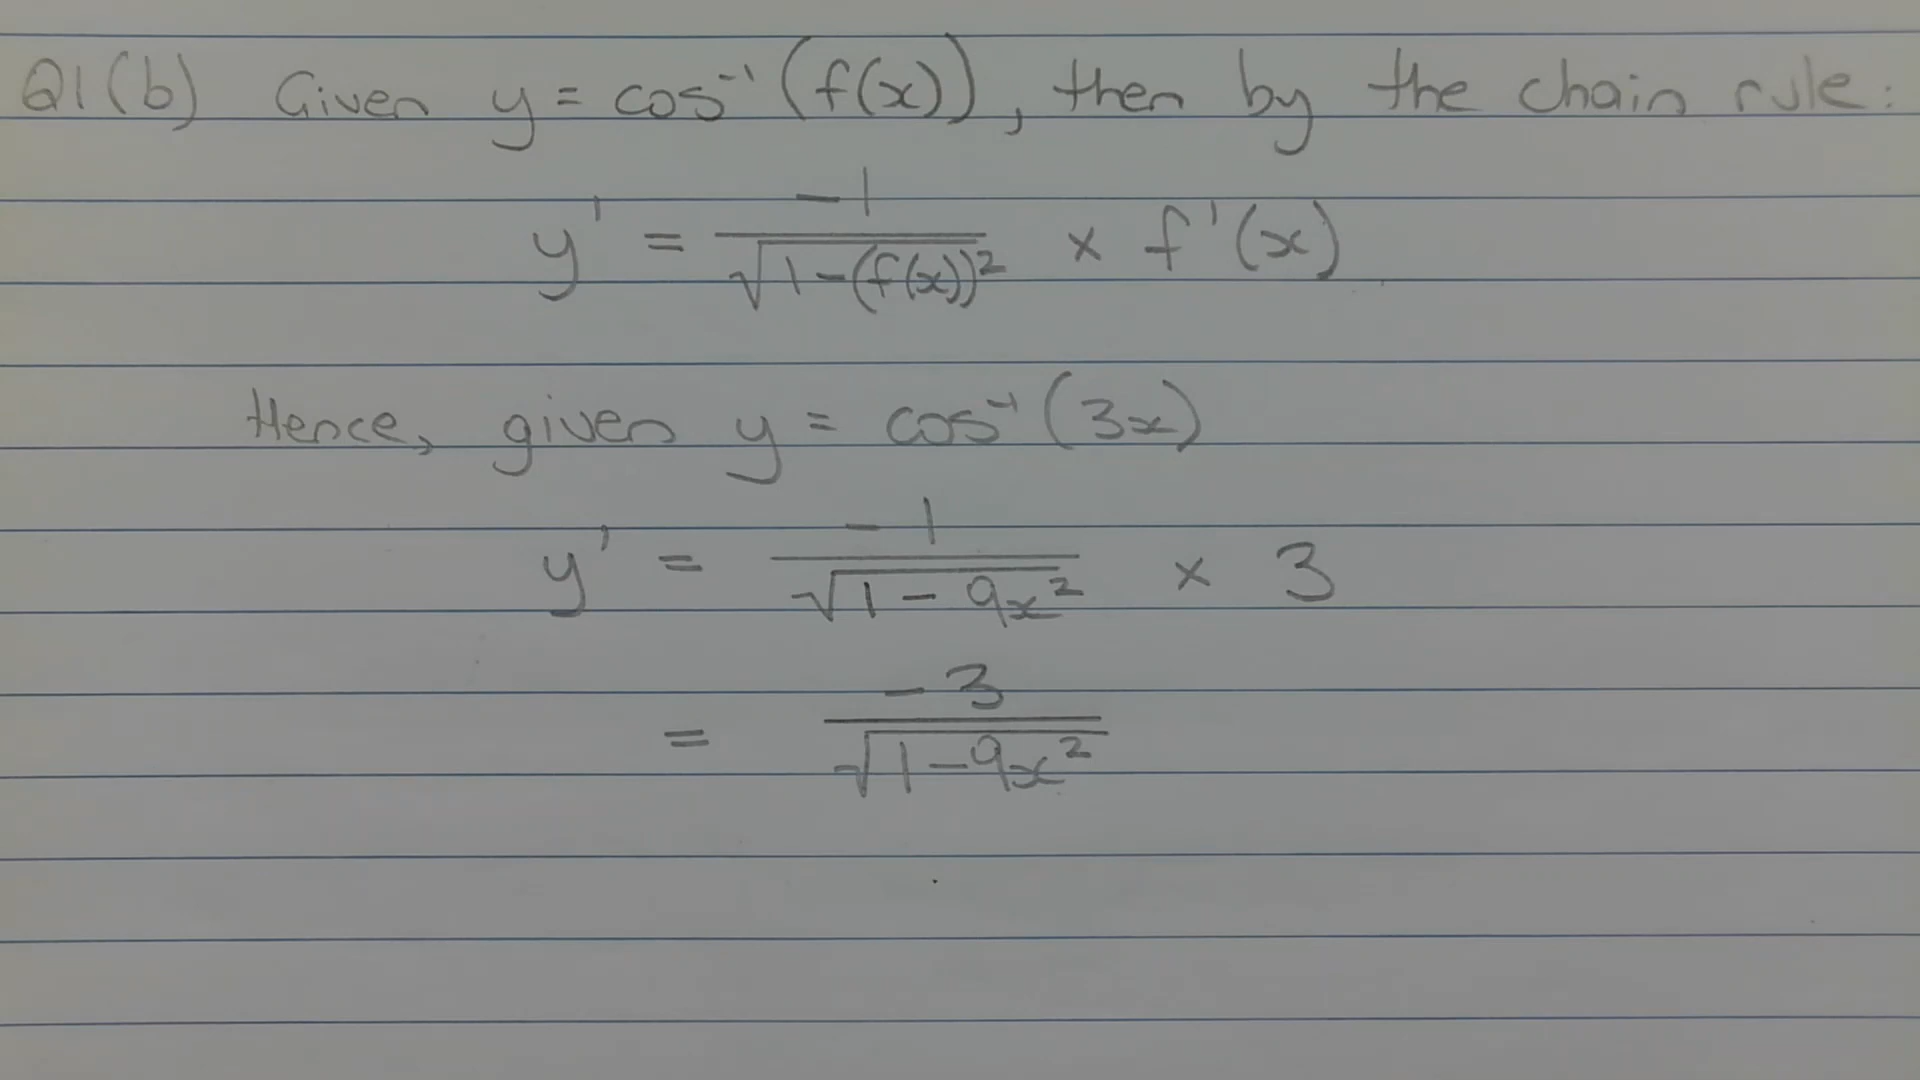 Q1(b) Given y = cos⁻¹(f(x)), then by the chain rule:
y' = -1/√(1-(f(x))²) × f'(x)
Hence, given y = cos⁻¹(3x)
y' = -1/√(1-9x²) × 3
= -3/√(1-9x²)